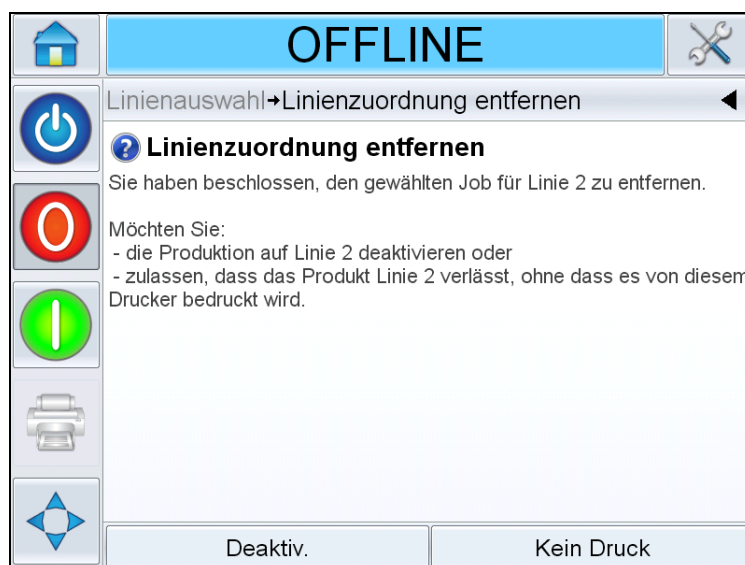 OFFLINE
Linienauswahl→Linienzuordnung entfernen
Linienzuordnung entfernen
Sie haben beschlossen, den gewählten Job für Linie 2 zu entfernen.
Möchten Sie:
- die Produktion auf Linie 2 deaktivieren oder
- zulassen, dass das Produkt Linie 2 verlässt, ohne dass es von diesem
Drucker bedruckt wird.
Deaktiv.
Kein Druck